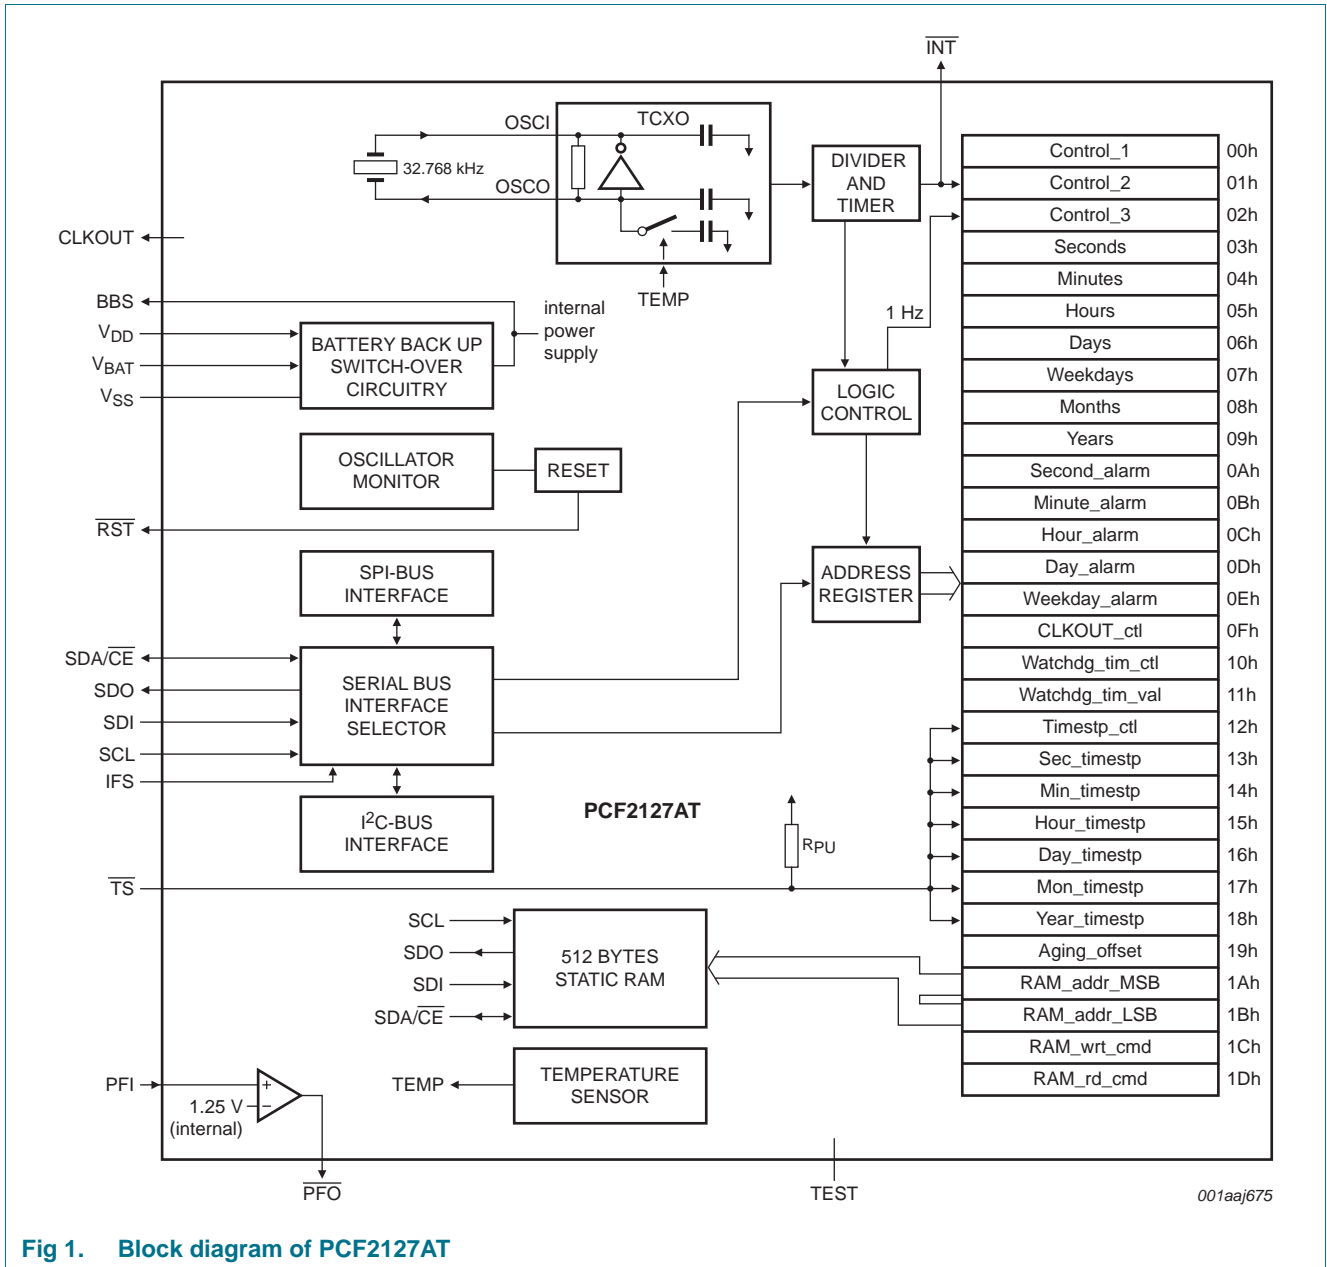 INT
OSCI
TCXO
32.768 kHz
OSCO
TEMP
DIVIDER
AND
TIMER
CLKOUT
BBS
VDD
VBAT
VSS
BATTERY BACK UP
SWITCH-OVER
CIRCUITRY
internal
power
supply
1 Hz
LOGIC
CONTROL
OSCILLATOR
MONITOR
RESET
RST
SPI-BUS
INTERFACE
ADDRESS
REGISTER
SDA/CE
SDO
SDI
SCL
IFS
SERIAL BUS
INTERFACE
SELECTOR
I2C-BUS
INTERFACE
PCF2127AT
RPU
TS
SCL
SDO
SDI
SDA/CE
512 BYTES
STATIC RAM
PFI
1.25 V
(internal)
+
−
PFO
TEMP
TEMPERATURE
SENSOR
TEST
Control_1 00h
Control_2 01h
Control_3 02h
Seconds 03h
Minutes 04h
Hours 05h
Days 06h
Weekdays 07h
Months 08h
Years 09h
Second_alarm 0Ah
Minute_alarm 0Bh
Hour_alarm 0Ch
Day_alarm 0Dh
Weekday_alarm 0Eh
CLKOUT_ctl 0Fh
Watchdg_tim_ctl 10h
Watchdg_tim_val 11h
Timestp_ctl 12h
Sec_timestp 13h
Min_timestp 14h
Hour_timestp 15h
Day_timestp 16h
Mon_timestp 17h
Year_timestp 18h
Aging_offset 19h
RAM_addr_MSB 1Ah
RAM_addr_LSB 1Bh
RAM_wrt_cmd 1Ch
RAM_rd_cmd 1Dh
001aaj675
Fig 1. Block diagram of PCF2127AT